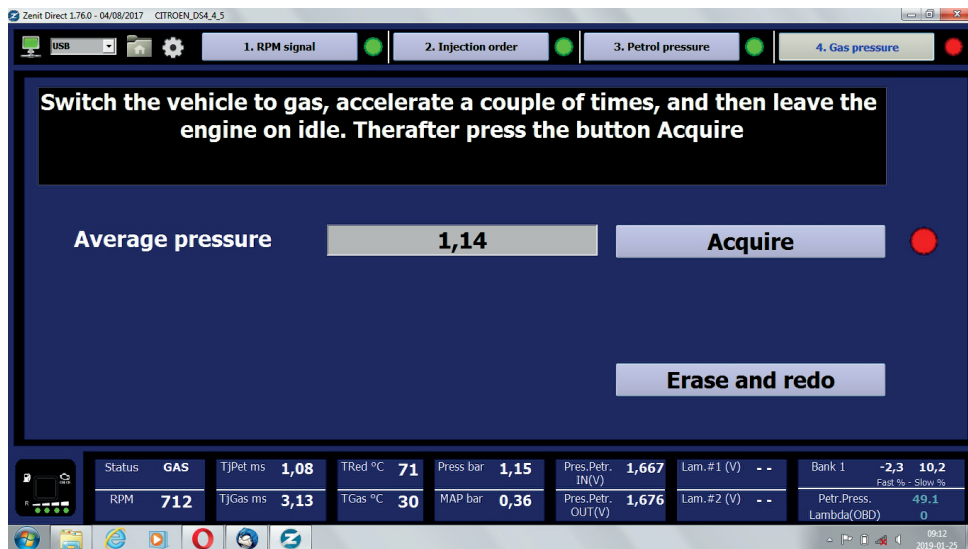 Zenit Direct 1.76.0 - 04/08/2017 CITROEN_DS4_4_5
USB
1. RPM signal
2. Injection order
3. Petrol pressure
4. Gas pressure
Switch the vehicle to gas, accelerate a couple of times, and then leave the
engine on idle. Therafter press the button Acquire
Average pressure 1,14 Acquire
Erase and redo
Status GAS TjPet ms 1,08 TRed °C 71 Press bar 1,15 Pres.Petr. IN(V) 1,667 Lam.#1 (V) - - Bank 1 -2,3 10,2
Fast % - Slow %
RPM 712 TjGas ms 3,13 TGas °C 30 MAP bar 0,36 Pres.Petr. OUT(V) 1,676 Lam.#2 (V) - - Petr.Press. 49.1
Lambda(OBD) 0
R
09:12
2019-01-25